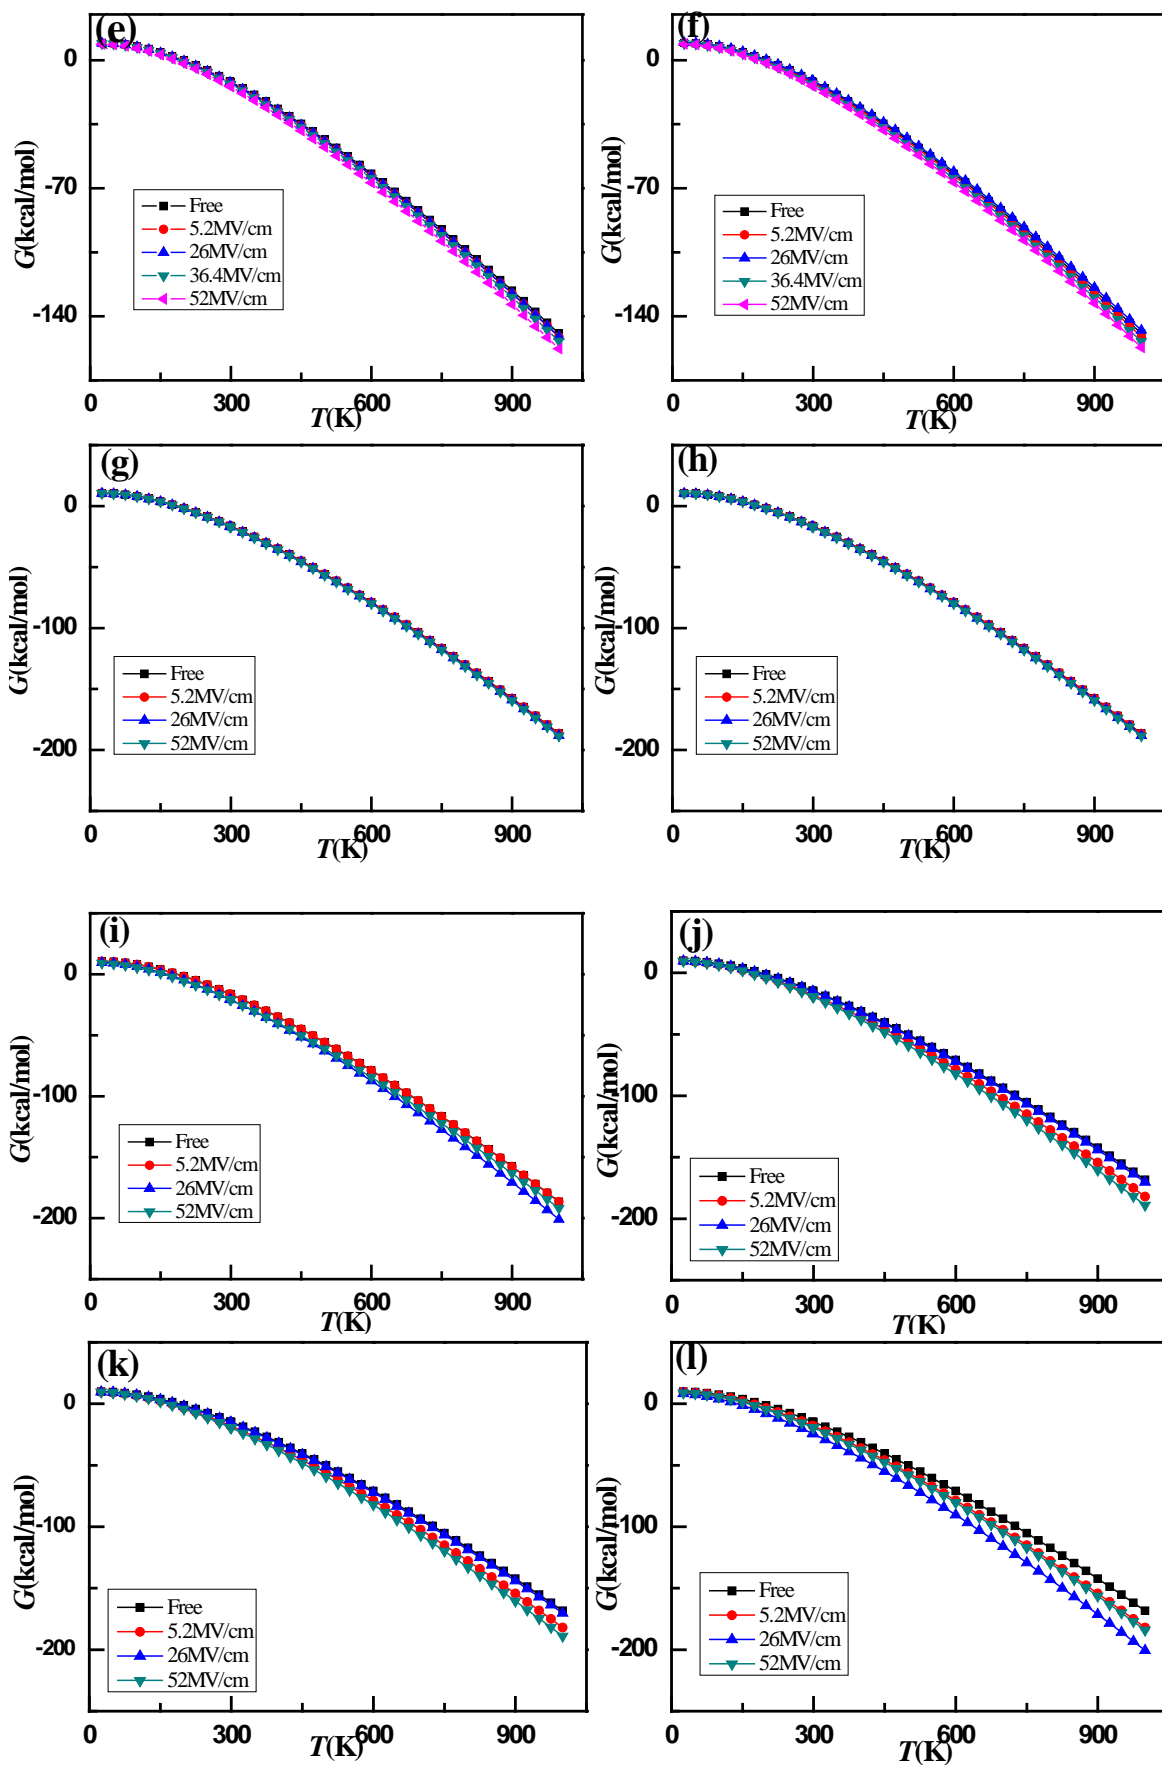 (e)
0
-70
-140
G(kcal/mol)
Free
5.2MV/cm
26MV/cm
36.4MV/cm
52MV/cm
0 300 600 900
T(K)
(f)
0
-70
-140
G(kcal/mol)
Free
5.2MV/cm
26MV/cm
36.4MV/cm
52MV/cm
0 300 600 900
T(K)
(g)
0
-100
-200
G(kcal/mol)
Free
5.2MV/cm
26MV/cm
52MV/cm
0 300 600 900
T(K)
(h)
0
-100
-200
G(kcal/mol)
Free
5.2MV/cm
26MV/cm
52MV/cm
0 300 600 900
T(K)
(i)
0
-100
-200
G(kcal/mol)
Free
5.2MV/cm
26MV/cm
52MV/cm
0 300 600 900
T(K)
(j)
0
-100
-200
G(kcal/mol)
Free
5.2MV/cm
26MV/cm
52MV/cm
0 300 600 900
T(K)
(k)
0
-100
-200
G(kcal/mol)
Free
5.2MV/cm
26MV/cm
52MV/cm
0 300 600 900
T(K)
(l)
0
-100
-200
G(kcal/mol)
Free
5.2MV/cm
26MV/cm
52MV/cm
0 300 600 900
T(K)